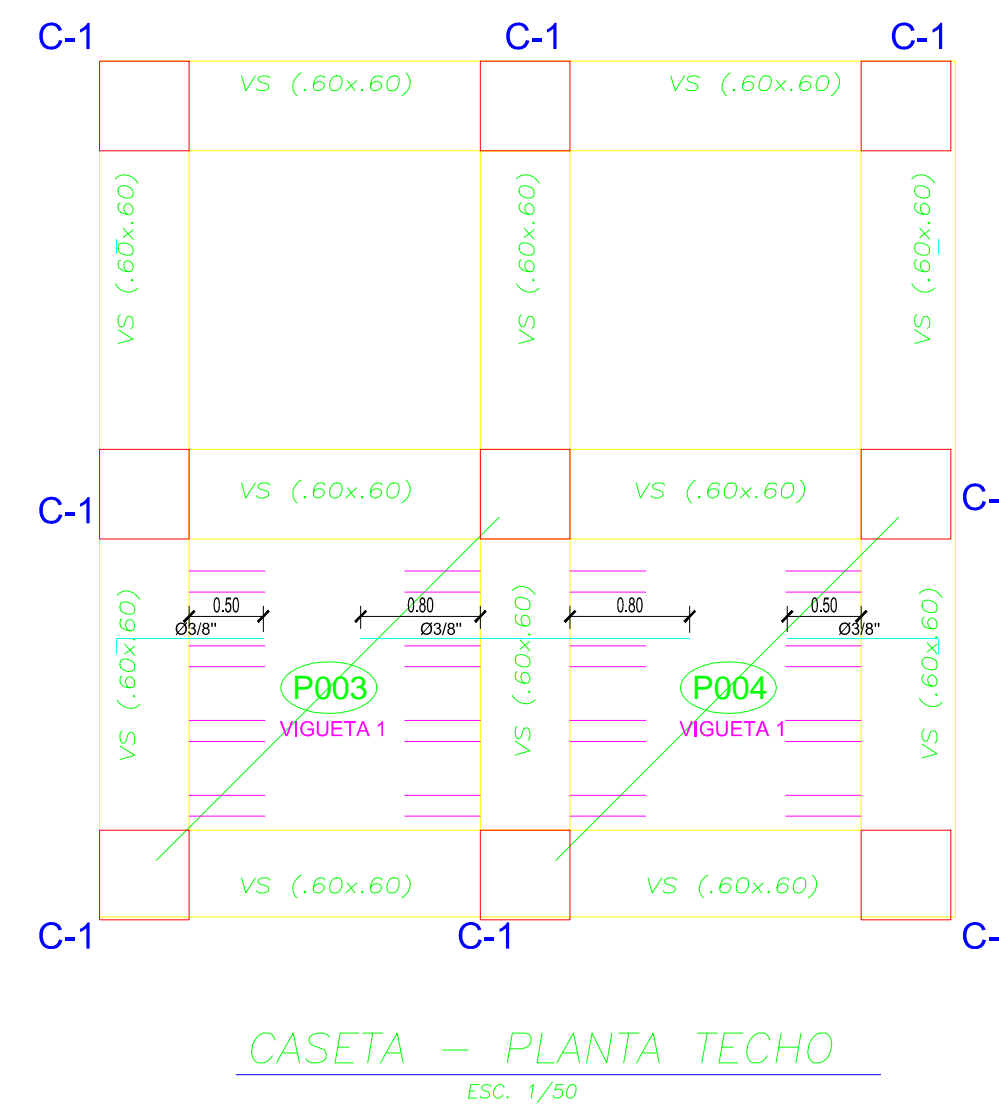 C-1 C-1 C-1
VS (.60x.60) VS (.60x.60)
VS (.60x.60) VS (.60x.60) VS (.60x.60)
C-1 VS (.60x.60) VS (.60x.60) C-
0.50 0.80 0.80 0.50
Ø3/8" Ø3/8" Ø3/8"
VS (.60x.60) VS (.60x.60) VS (.60x.60)
P003 P004
VIGUETA 1 VIGUETA 1
VS (.60x.60) VS (.60x.60)
C-1 C-1 C-
CASETA - PLANTA TECHO
ESC. 1/50